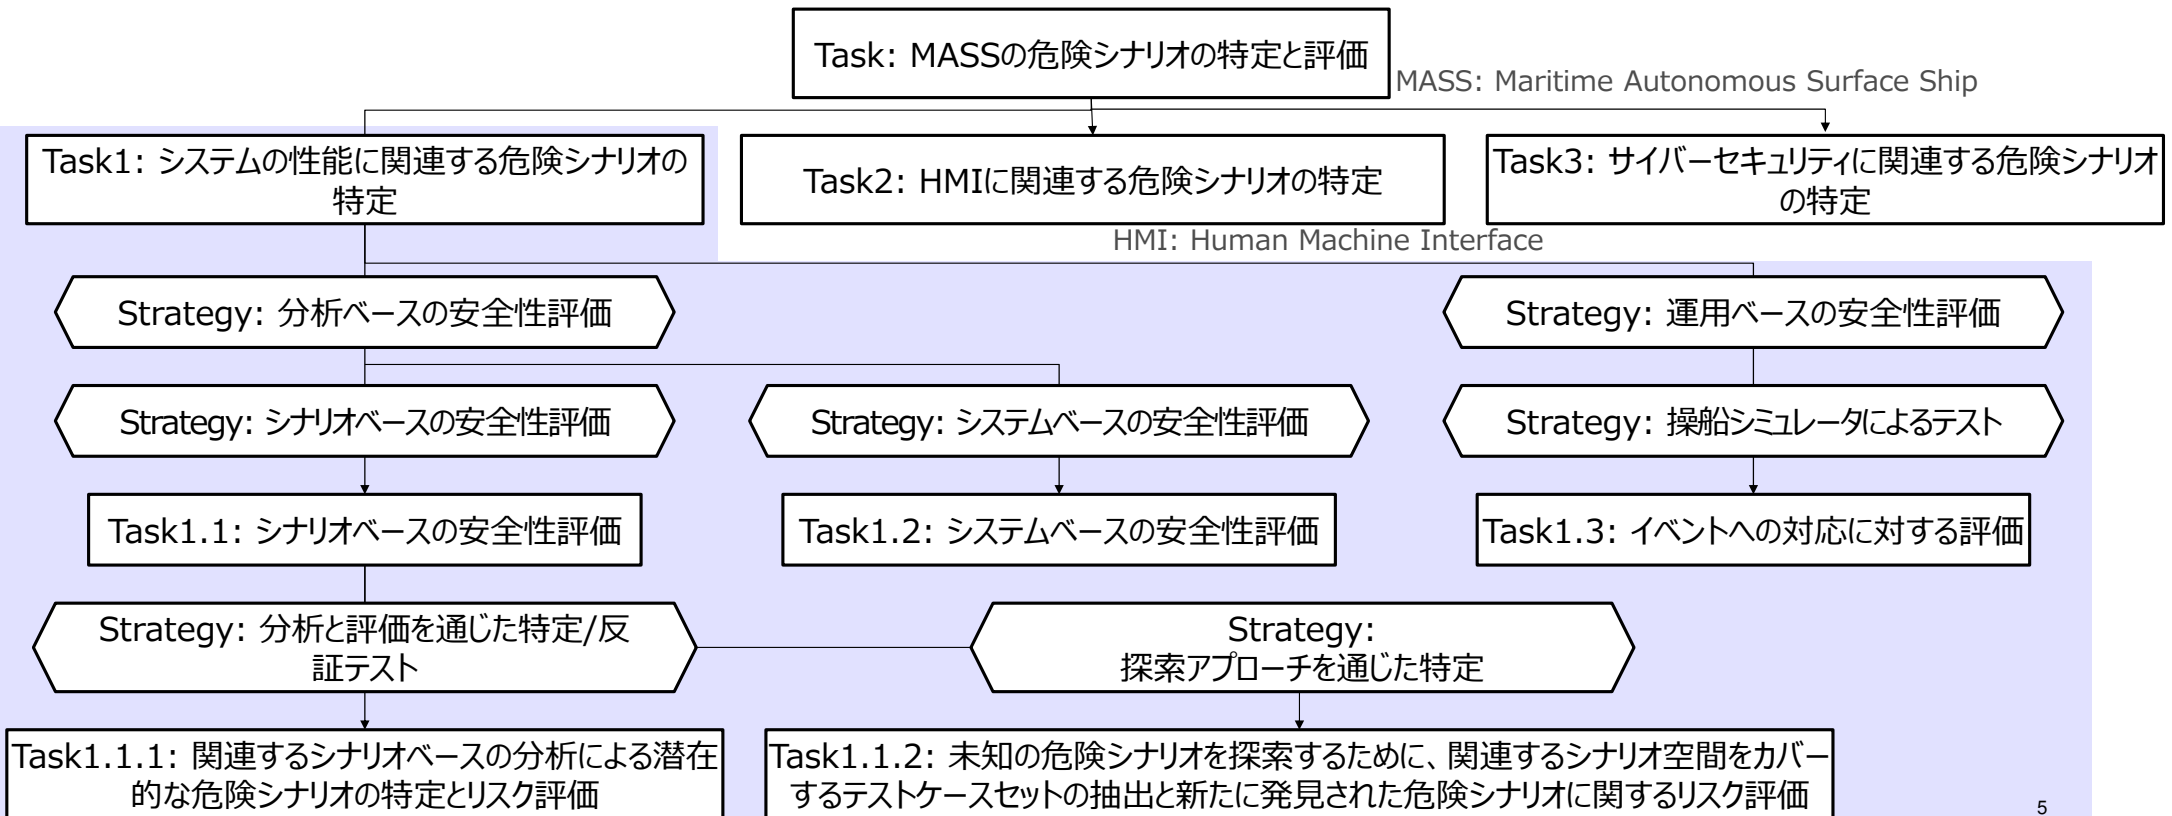 Task: MASSの危険シナリオの特定と評価
MASS: Maritime Autonomous Surface Ship
Task1: システムの性能に関連する危険シナリオの
特定
Task2: HMIに関連する危険シナリオの特定
Task3: サイバーセキュリティに関連する危険シナリオ
の特定
HMI: Human Machine Interface
Strategy: 分析ベースの安全性評価
Strategy: 運用ベースの安全性評価
Strategy: シナリオベースの安全性評価
Strategy: システムベースの安全性評価
Strategy: 操船シミュレータによるテスト
Task1.1: シナリオベースの安全性評価
Task1.2: システムベースの安全性評価
Task1.3: イベントへの対応に対する評価
Strategy: 分析と評価を通じた特定/反
証テスト
Strategy:
探索アプローチを通じた特定
Task1.1.1: 関連するシナリオベースの分析による潜在
的な危険シナリオの特定とリスク評価
Task1.1.2: 未知の危険シナリオを探索するために、関連するシナリオ空間をカバー
するテストケースセットの抽出と新たに発見された危険シナリオに関するリスク評価
5